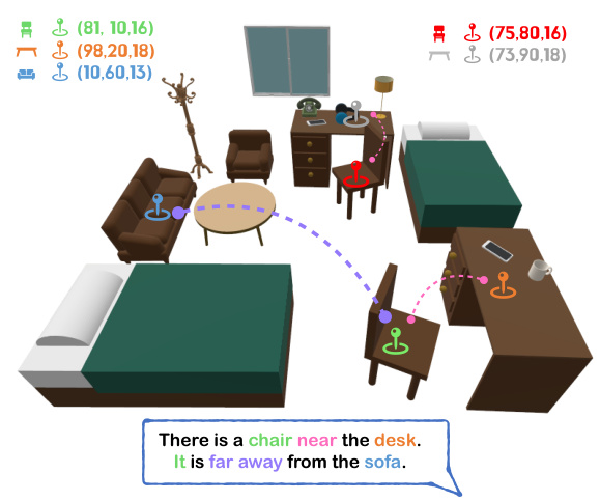 (81, 10,16)
(98,20,18)
(10,60,13)
(75,80,16)
(73,90,18)
There is a chair near the desk.
It is far away from the sofa.